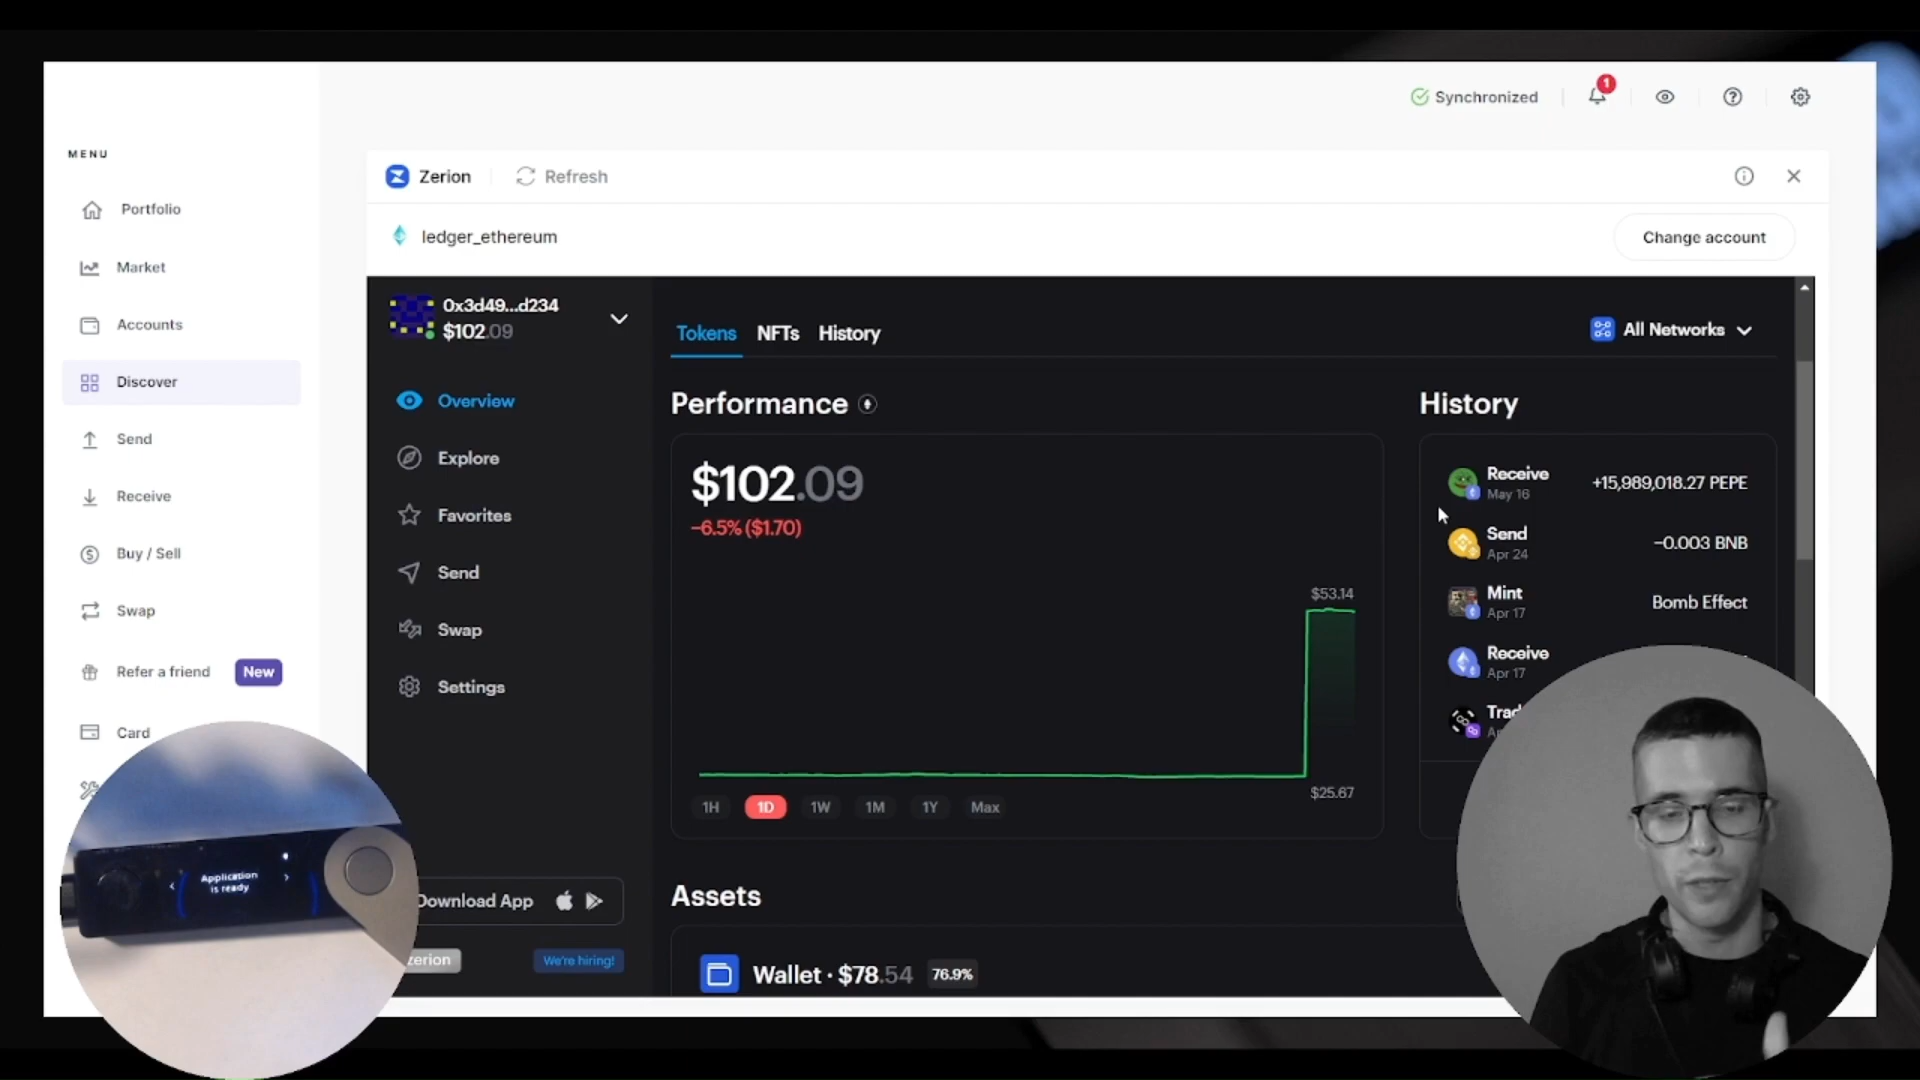 Synchronized
1
MENU
Portfolio
Market
Accounts
Discover
Send
Receive
Buy / Sell
Swap
Refer a friend New
Card
Zerion
Refresh
ledger_ethereum
Change account
0x3d49...d234
$102.09
Overview
Explore
Favorites
Send
Swap
Settings
Download App
zerion
We're hiring!
Tokens NFTs History
All Networks
Performance
$102.09
−6.5% ($1.70)
$53.14
$25.67
1H 1D 1W 1M 1Y Max
History
Receive
May 16
+15,989,018.27 PEPE
Send
Apr 24
−0.003 BNB
Mint
Apr 17
Bomb Effect
Receive
Apr 17
Assets
Wallet · $78.54 76.9%
Application
is ready